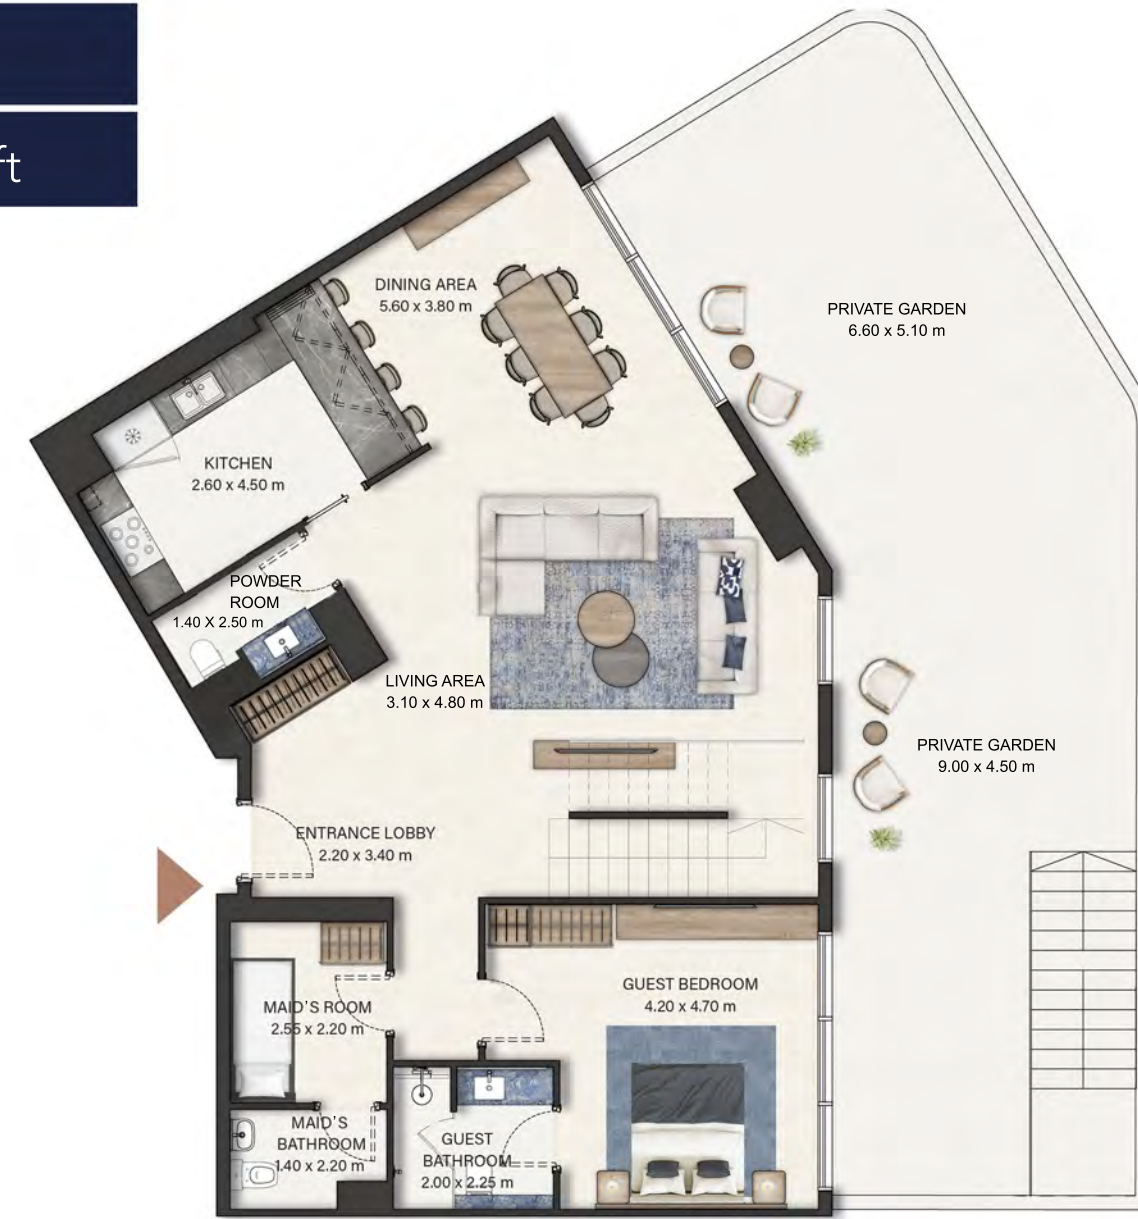 ft
DINING AREA
5.60 x 3.80 m
PRIVATE GARDEN
6.60 x 5.10 m
KITCHEN
2.60 x 4.50 m
POWDER
ROOM
1.40 X 2.50 m
LIVING AREA
3.10 x 4.80 m
PRIVATE GARDEN
9.00 x 4.50 m
ENTRANCE LOBBY
2.20 x 3.40 m
GUEST BEDROOM
4.20 x 4.70 m
MAID'S ROOM
2.55 x 2.20 m
MAID'S
BATHROOM
1.40 x 2.20 m
GUEST
BATHROOM
2.00 x 2.25 m